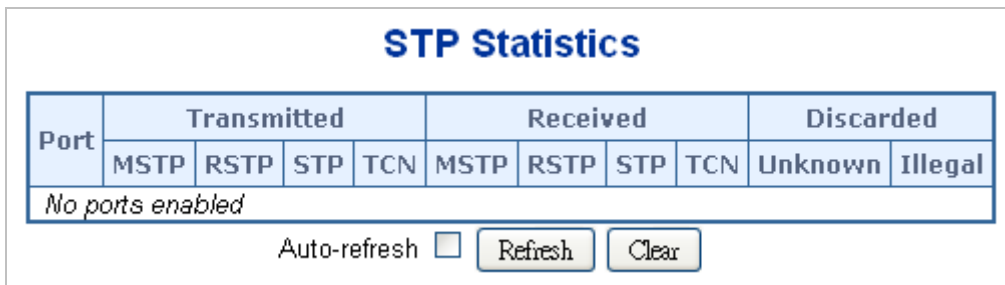 STP Statistics
Port Transmitted Received Discarded
MSTP RSTP STP TCN MSTP RSTP STP TCN Unknown Illegal
No ports enabled
Auto-refresh Refresh Clear